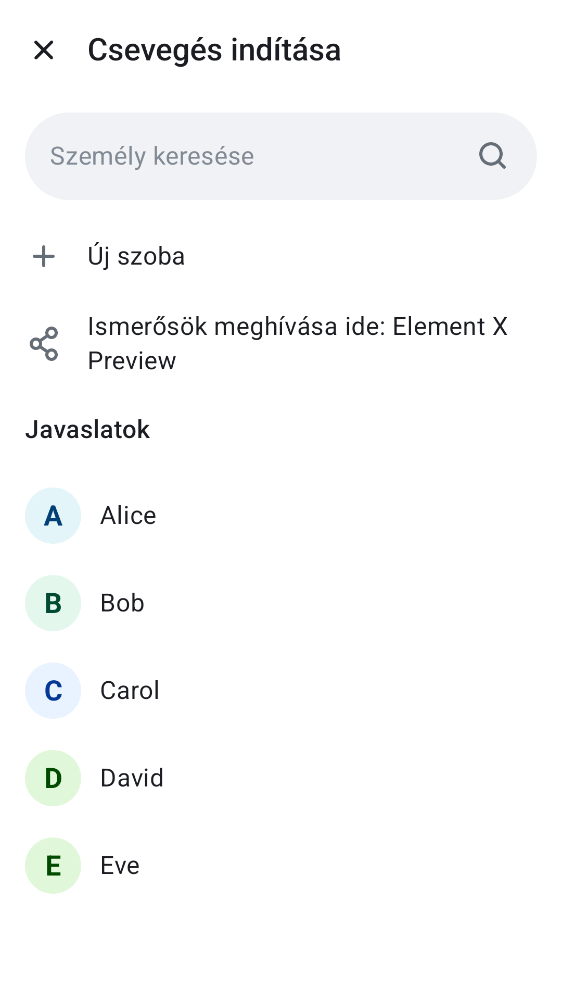 Csevegés indítása
Személy keresése
Új szoba
Ismerősök meghívása ide: Element X
Preview
Javaslatok
A Alice
B Bob
C Carol
D David
E Eve